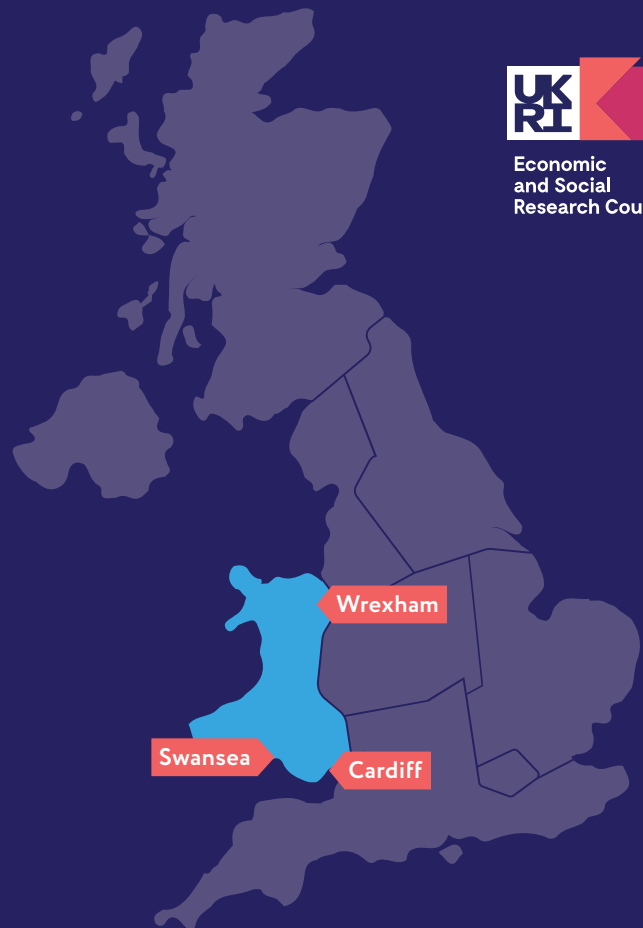 UK
RI
Economic
and Social
Research Cou
Wrexham
Swansea
Cardiff